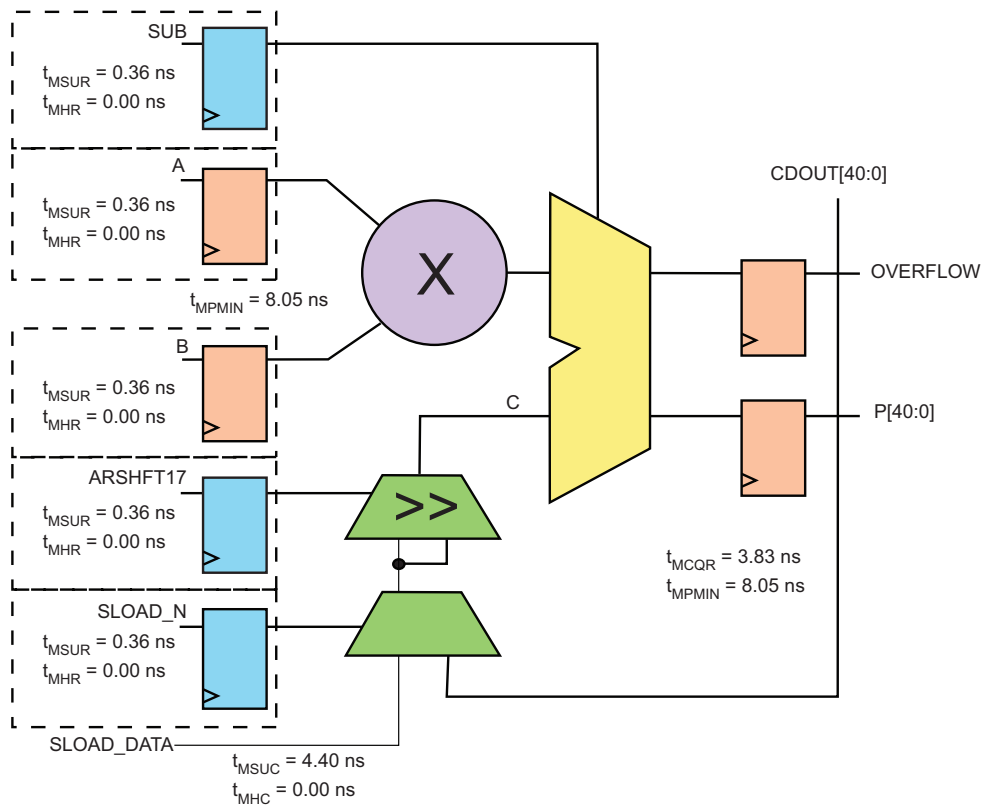 SUB
tMSUR = 0.36 ns
tMHR = 0.00 ns
A
tMSUR = 0.36 ns
tMHR = 0.00 ns
CDOUT[40:0]
X
OVERFLOW
tMPMIN = 8.05 ns
B
tMSUR = 0.36 ns
tMHR = 0.00 ns
C
P[40:0]
ARSHFT17
tMSUR = 0.36 ns
tMHR = 0.00 ns
>>
tMCQR = 3.83 ns
tMPMIN = 8.05 ns
SLOAD_N
tMSUR = 0.36 ns
tMHR = 0.00 ns
SLOAD_DATA
tMSUC = 4.40 ns
tMHC = 0.00 ns